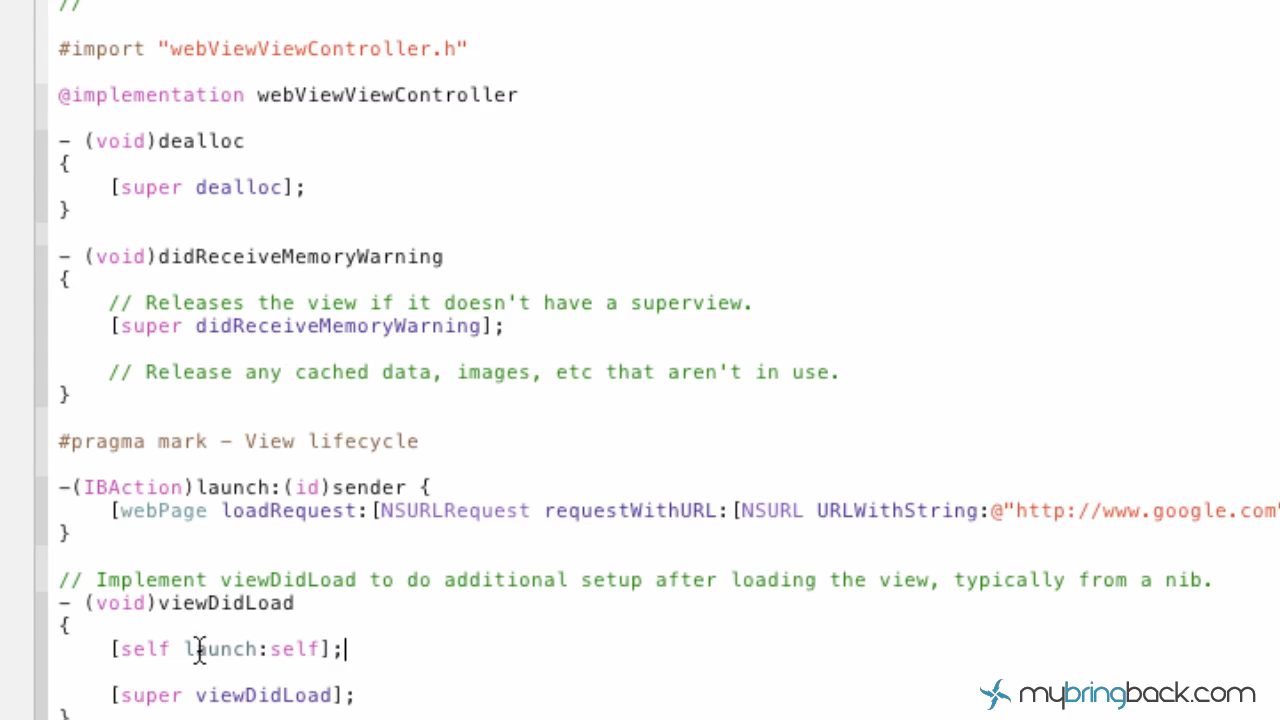 //
#import "webViewViewController.h"
@implementation webViewViewController
- (void)dealloc
{
[super dealloc];
}
- (void)didReceiveMemoryWarning
{
// Releases the view if it doesn't have a superview.
[super didReceiveMemoryWarning];
// Release any cached data, images, etc that aren't in use.
}
#pragma mark - View lifecycle
-(IBAction)launch:(id)sender {
[webPage loadRequest:[NSURLRequest requestWithURL:[NSURL URLWithString:@"http://www.google.com"
}
// Implement viewDidLoad to do additional setup after loading the view, typically from a nib.
- (void)viewDidLoad
{
[self launch:self];
[super viewDidLoad];
}
mybringback.com